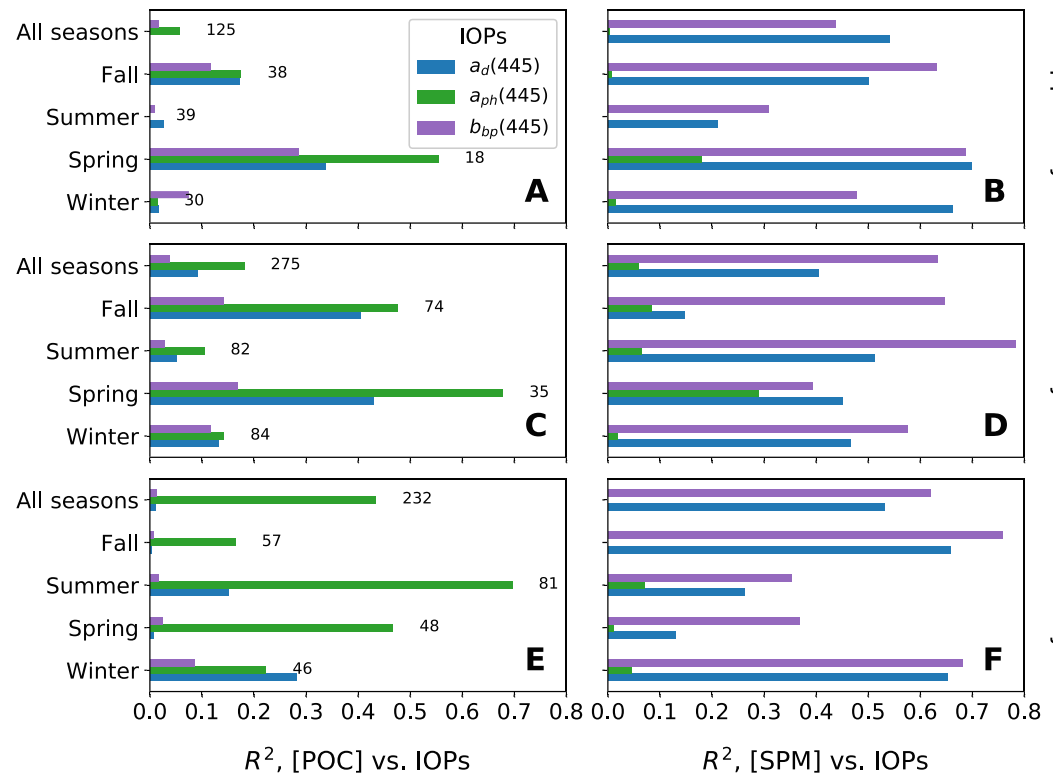 All seasons
Fall
Summer
Spring
Winter
125
38
39
18
30
IOPs
a_d(445)
a_ph(445)
b_bp(445)
A
B
All seasons
Fall
Summer
Spring
Winter
275
74
82
35
84
C
D
All seasons
Fall
Summer
Spring
Winter
232
57
81
48
46
E
F
0.0 0.1 0.2 0.3 0.4 0.5 0.6 0.7 0.8
0.0 0.1 0.2 0.3 0.4 0.5 0.6 0.7 0.8
R², [POC] vs. IOPs
R², [SPM] vs. IOPs